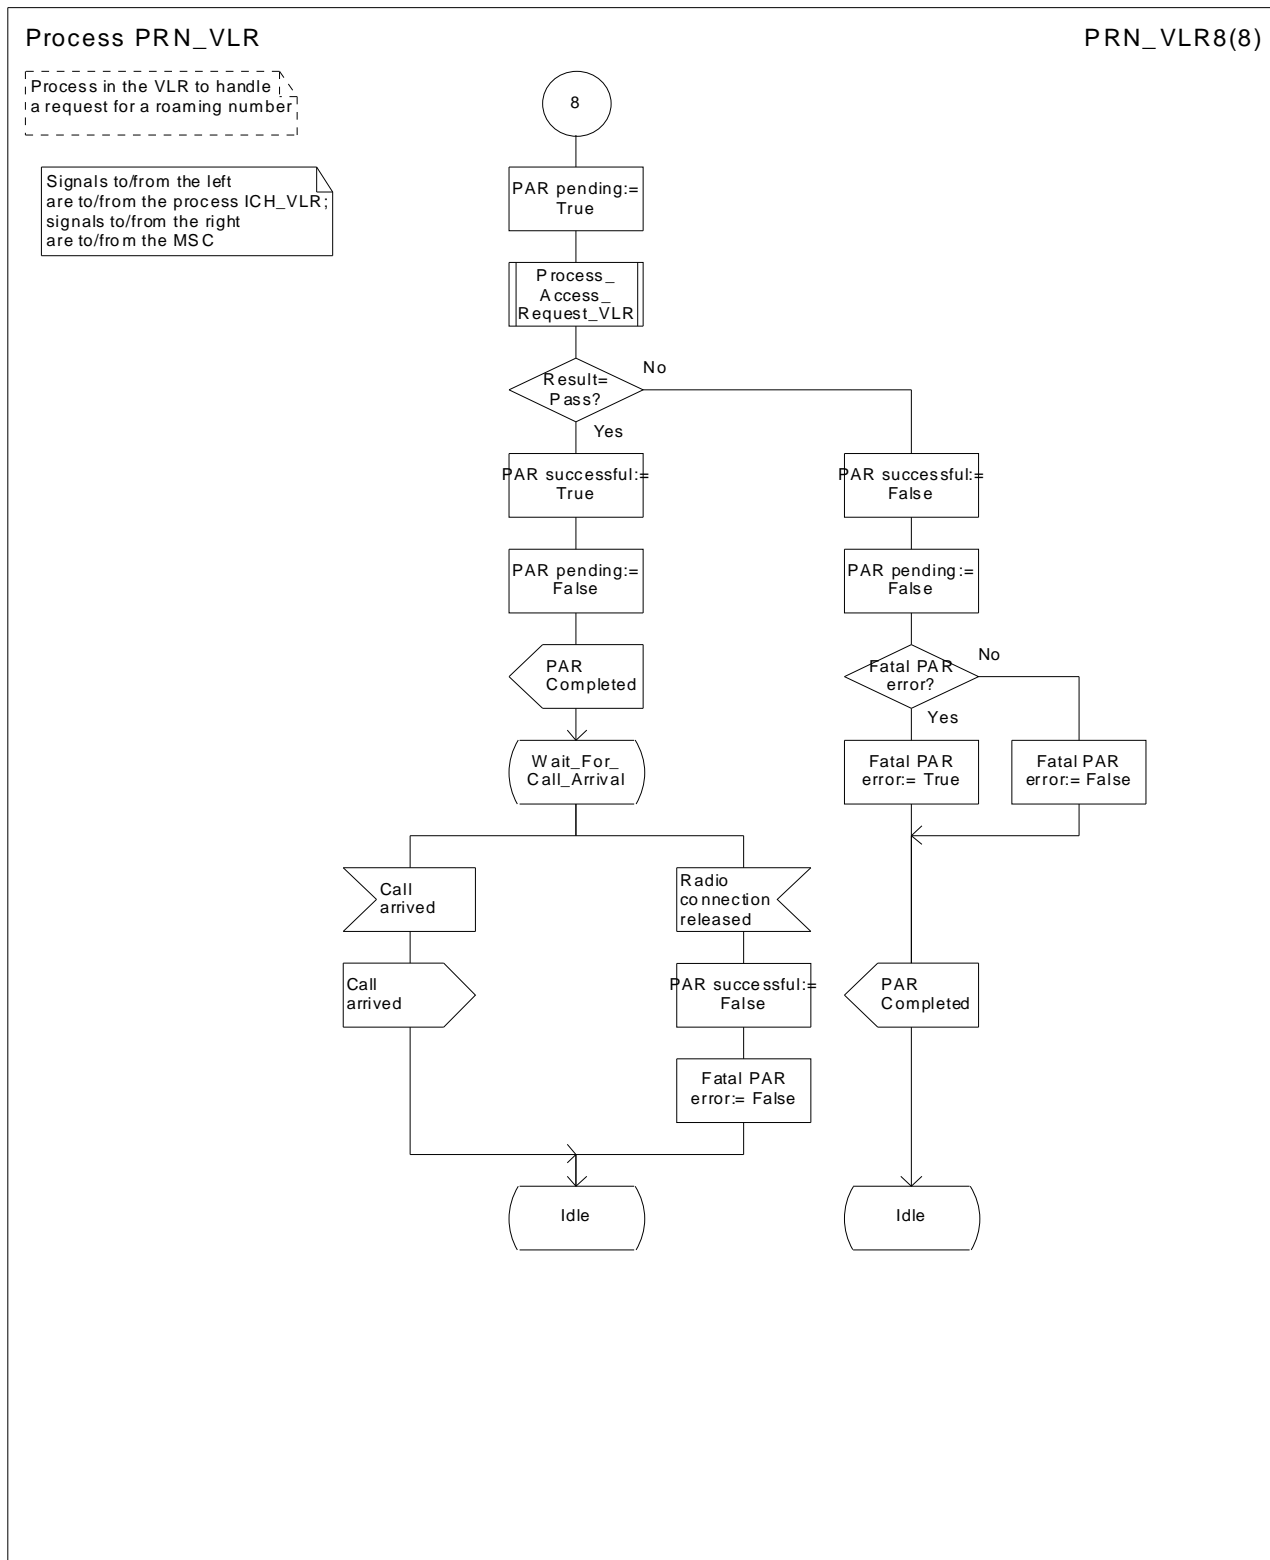 Process PRN_VLR
PRN_VLR8(8)
Process in the VLR to handle
a request for a roaming number
Signals to/from the left
are to/from the process ICH_VLR;
signals to/from the right
are to/from the MSC
8
PAR pending:=
True
Process_
Access_
Request_VLR
Result=
Pass?
No
Yes
PAR successful:=
True
PAR successful:=
False
PAR pending:=
False
PAR pending:=
False
PAR
Completed
Fatal PAR
error?
No
Yes
Wait_For_
Call_Arrival
Fatal PAR
error:= True
Fatal PAR
error:= False
Call
arrived
Radio
connection
released
Call
arrived
PAR successful:=
False
PAR
Completed
Fatal PAR
error:= False
Idle
Idle